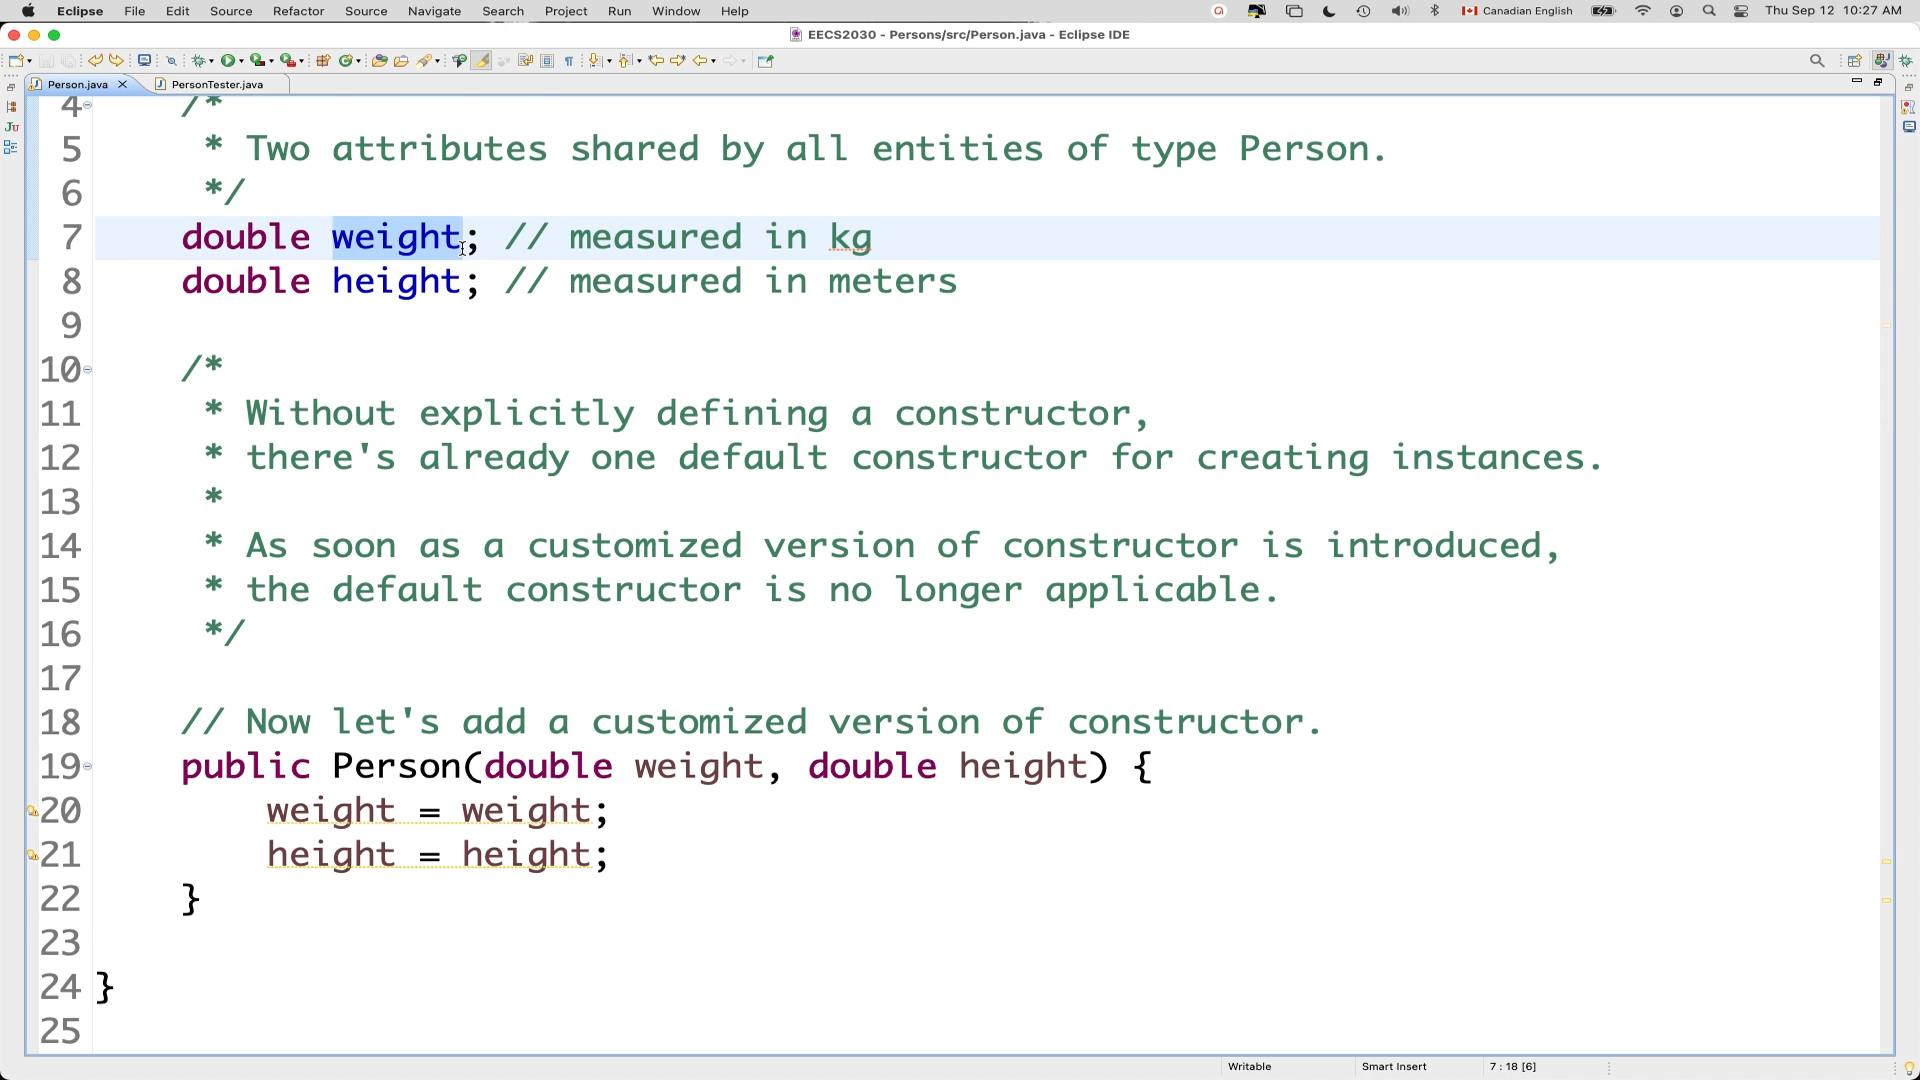 Eclipse File Edit Source Refactor Source Navigate Search Project Run Window Help Canadian English Thu Sep 12 10:27 AM
EECS2030 - Persons/src/Person.java - Eclipse IDE
Person.java PersonTester.java
4 /*
5 * Two attributes shared by all entities of type Person.
6 */
7 double weight; // measured in kg
8 double height; // measured in meters
9
10 /*
11 * Without explicitly defining a constructor,
12 * there's already one default constructor for creating instances.
13 *
14 * As soon as a customized version of constructor is introduced,
15 * the default constructor is no longer applicable.
16 */
17
18 // Now let's add a customized version of constructor.
19 public Person(double weight, double height) {
20 weight = weight;
21 height = height;
22 }
23
24 }
25
Writable Smart Insert 7 : 18 [6]